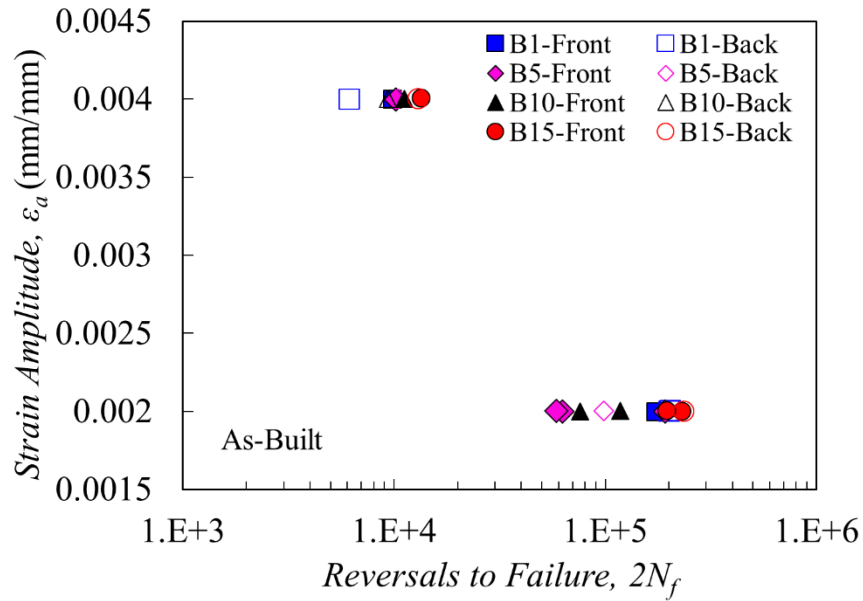 Strain Amplitude, εa (mm/mm)
0.0045
0.004
0.0035
0.003
0.0025
0.002
0.0015
B1-Front B1-Back
B5-Front B5-Back
B10-Front B10-Back
B15-Front B15-Back
As-Built
1.E+3 1.E+4 1.E+5 1.E+6
Reversals to Failure, 2Nf